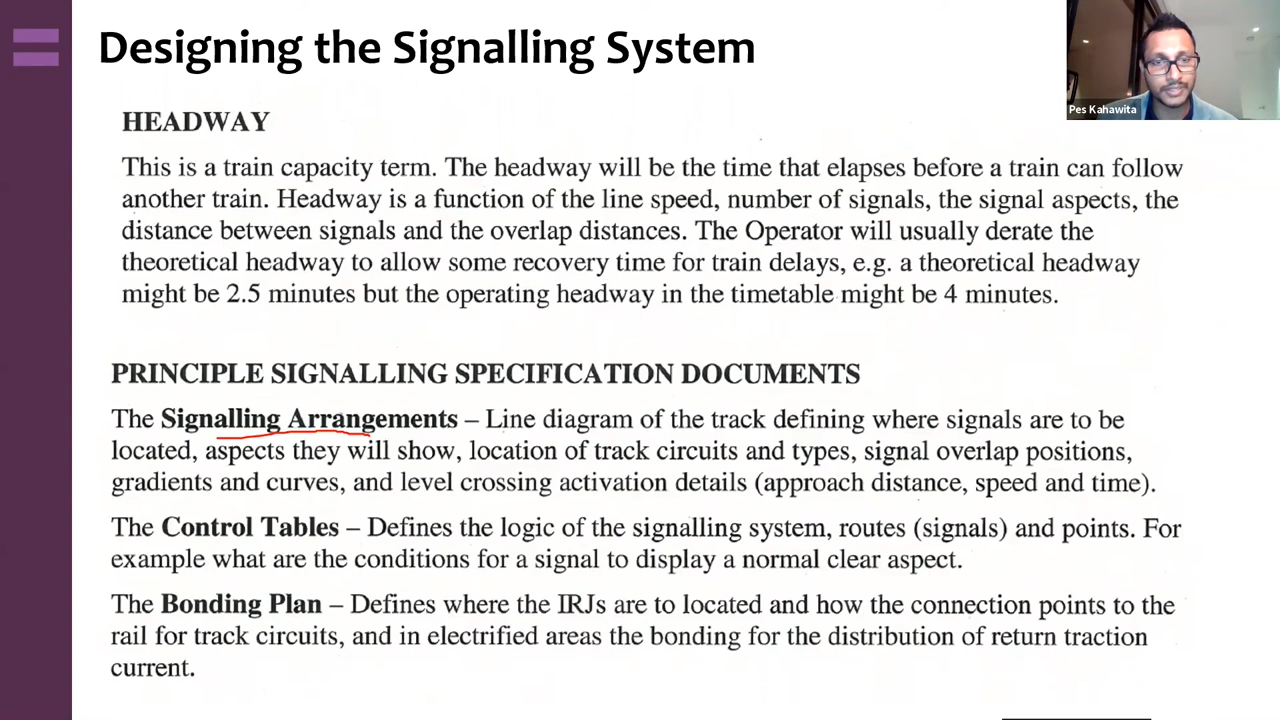 Designing the Signalling System
Pes Kahawita
HEADWAY
This is a train capacity term. The headway will be the time that elapses before a train can follow
another train. Headway is a function of the line speed, number of signals, the signal aspects, the
distance between signals and the overlap distances. The Operator will usually derate the
theoretical headway to allow some recovery time for train delays, e.g. a theoretical headway
might be 2.5 minutes but the operating headway in the timetable might be 4 minutes.
PRINCIPLE SIGNALLING SPECIFICATION DOCUMENTS
The Signalling Arrangements – Line diagram of the track defining where signals are to be
located, aspects they will show, location of track circuits and types, signal overlap positions,
gradients and curves, and level crossing activation details (approach distance, speed and time).
The Control Tables – Defines the logic of the signalling system, routes (signals) and points. For
example what are the conditions for a signal to display a normal clear aspect.
The Bonding Plan – Defines where the IRJs are to located and how the connection points to the
rail for track circuits, and in electrified areas the bonding for the distribution of return traction
current.